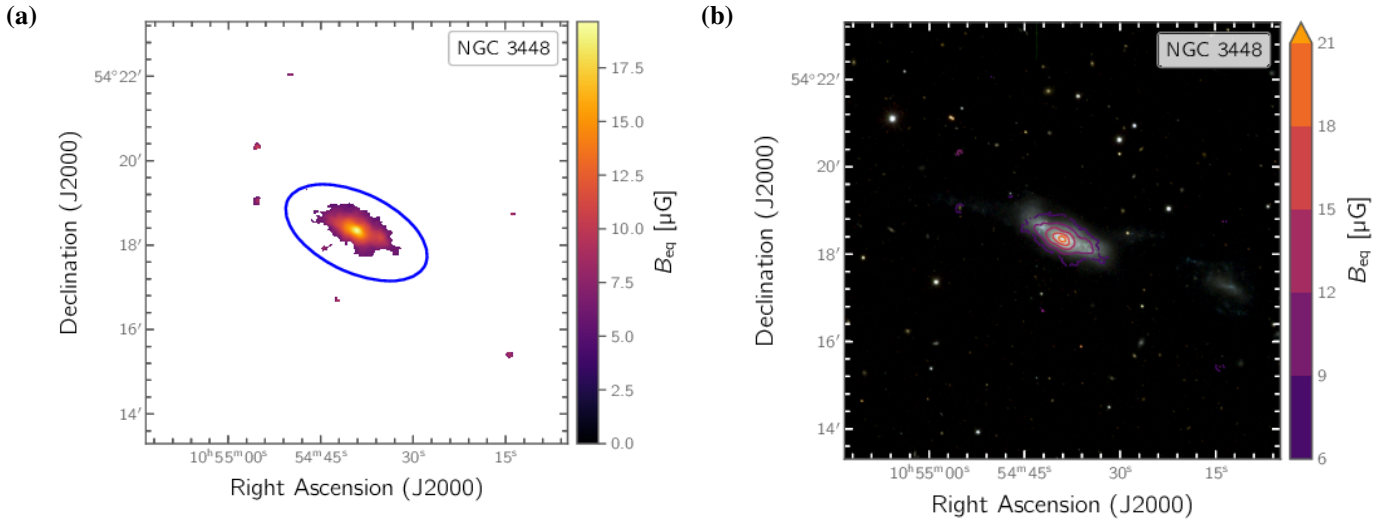 (a)
NGC 3448
54°22′
20′
18′
16′
14′
Declination (J2000)
10ʰ55ᵐ00ˢ
54ᵐ45ˢ
30ˢ
15ˢ
Right Ascension (J2000)
17.5
15.0
12.5
10.0
7.5
5.0
2.5
0.0
B_eq [µG]
(b)
NGC 3448
54°22′
20′
18′
16′
14′
Declination (J2000)
10ʰ55ᵐ00ˢ
54ᵐ45ˢ
30ˢ
15ˢ
Right Ascension (J2000)
21
18
15
12
9
6
B_eq [µG]